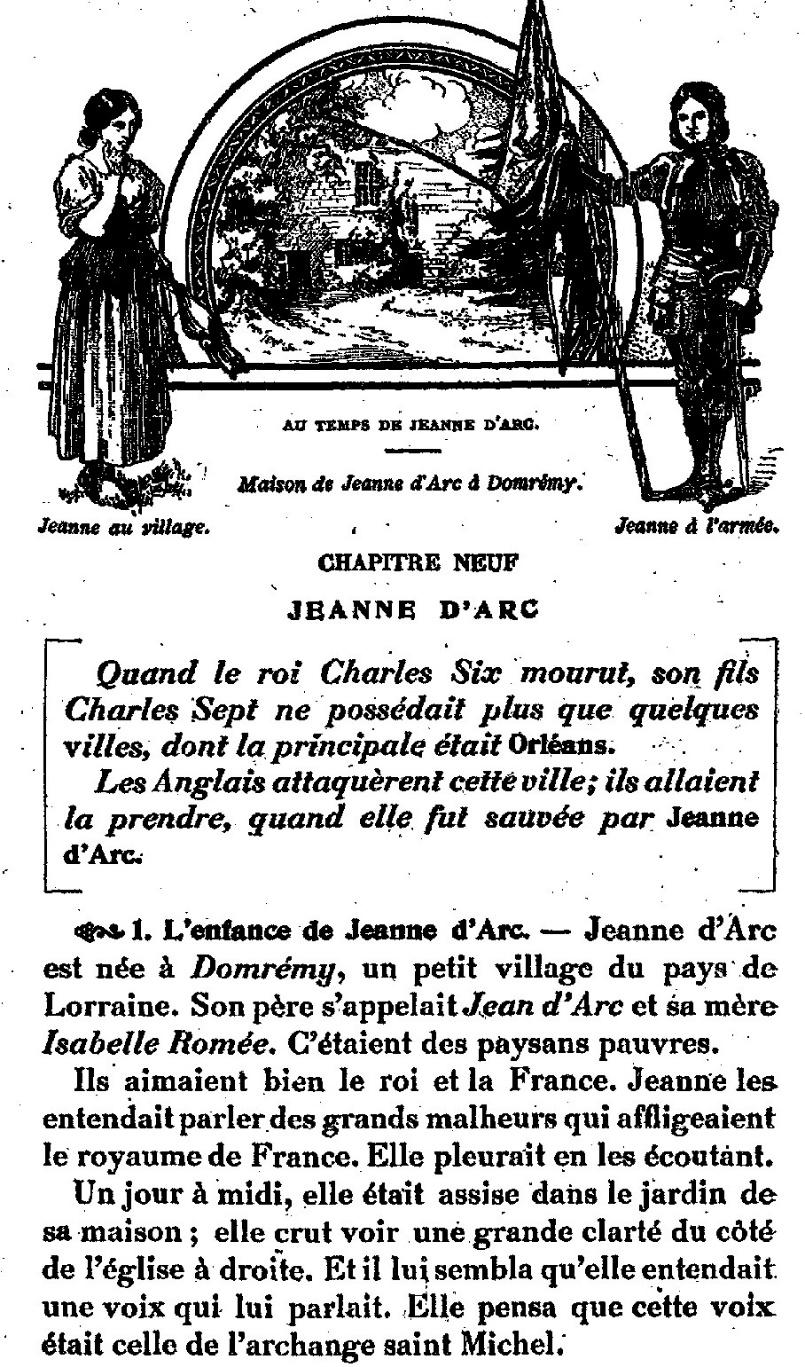 AU TEMPS DE JEANNE D'ARC.
Maison de Jeanne d'Arc à Domrémy.
Jeanne au village.
Jeanne à l'armée.
CHAPITRE NEUF
JEANNE D'ARC
Quand le roi Charles Six mourut, son fils
Charles Sept ne possédait plus que quelques
villes, dont la principale était Orléans.
Les Anglais attaquèrent cette ville; ils allaient
la prendre, quand elle fut sauvée par Jeanne
d'Arc.
1. L'enfance de Jeanne d'Arc. — Jeanne d'Arc
est née à Domrémy, un petit village du pays de
Lorraine. Son père s'appelait Jean d'Arc et sa mère
Isabelle Romée. C'étaient des paysans pauvres.
Ils aimaient bien le roi et la France. Jeanne les
entendait parler des grands malheurs qui affligeaient
le royaume de France. Elle pleurait en les écoutant.
Un jour à midi, elle était assise dans le jardin de
sa maison ; elle crut voir une grande clarté du côté
de l'église à droite. Et il lui sembla qu'elle entendait
une voix qui lui parlait. Elle pensa que cette voix
était celle de l'archange saint Michel.